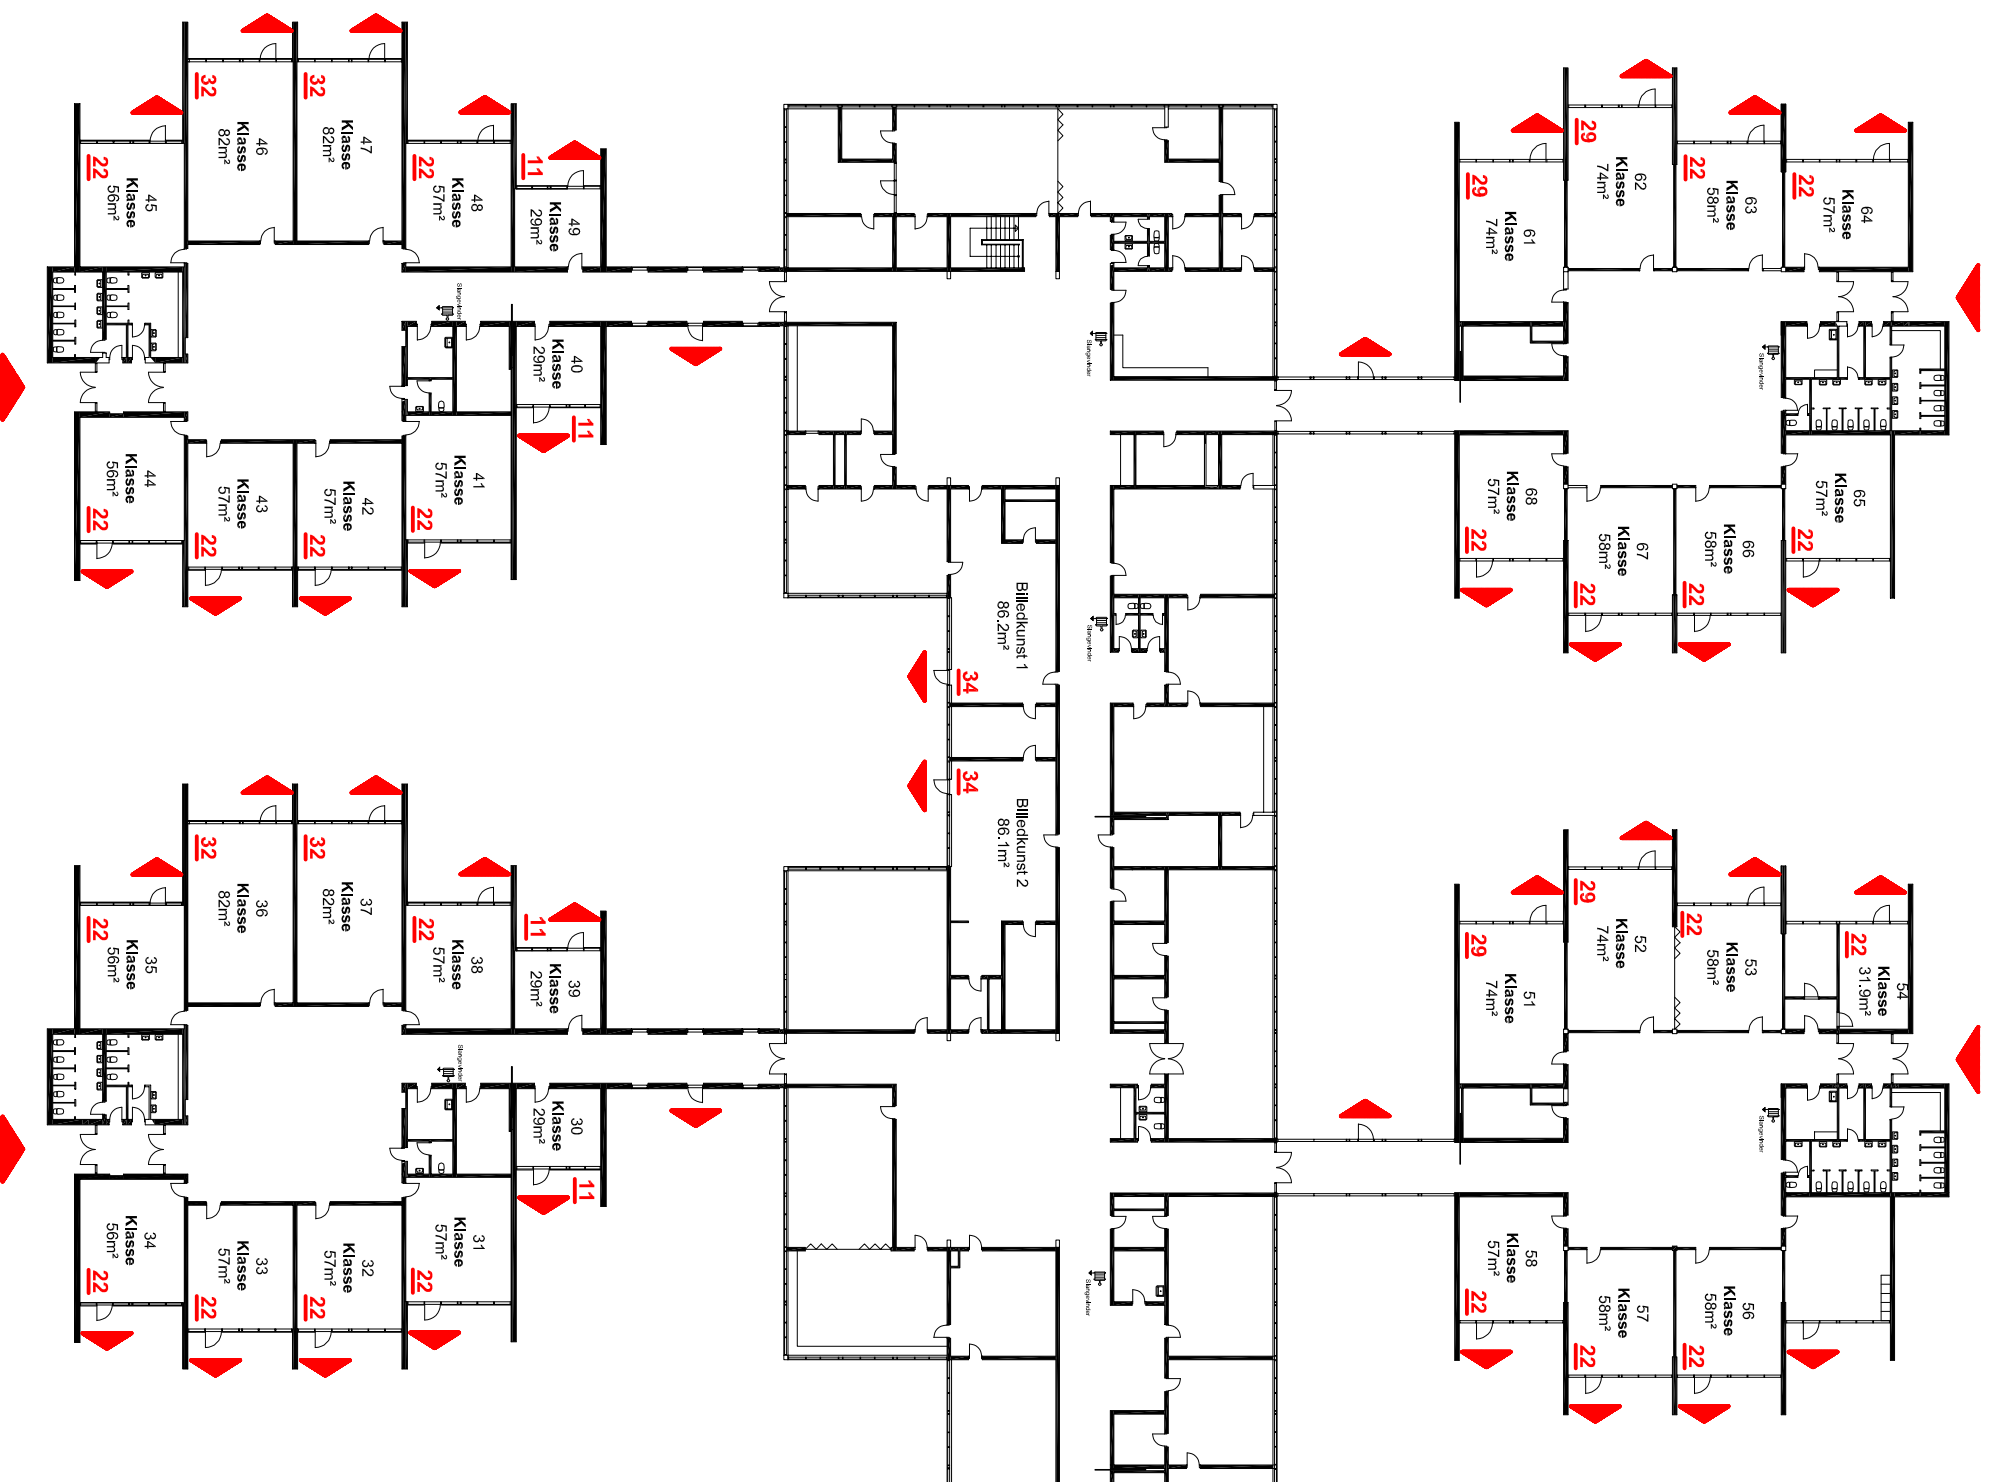 46
Klasse
82m²
32
47
Klasse
82m²
32
45
Klasse
56m²
22
48
Klasse
57m²
22
49
Klasse
29m²
11
Slangevinder
40
Klasse
29m²
11
44
Klasse
56m²
22
43
Klasse
57m²
22
42
Klasse
57m²
22
41
Klasse
57m²
22
61
Klasse
74m²
29
62
Klasse
74m²
29
63
Klasse
58m²
22
64
Klasse
57m²
22
Slangevinder
Slangevinder
68
Klasse
57m²
22
67
Klasse
58m²
22
66
Klasse
58m²
22
65
Klasse
57m²
22
Billedkunst 1
86.2m²
34
Slangevinder
Billedkunst 2
86.1m²
34
36
Klasse
82m²
32
37
Klasse
82m²
32
35
Klasse
56m²
22
38
Klasse
57m²
22
39
Klasse
29m²
11
Slangevinder
30
Klasse
29m²
11
34
Klasse
56m²
22
33
Klasse
57m²
22
32
Klasse
57m²
22
31
Klasse
57m²
22
51
Klasse
74m²
29
52
Klasse
74m²
29
53
Klasse
58m²
22
54
Klasse
31.9m²
22
Slangevinder
Slangevinder
58
Klasse
57m²
22
57
Klasse
58m²
22
56
Klasse
58m²
22